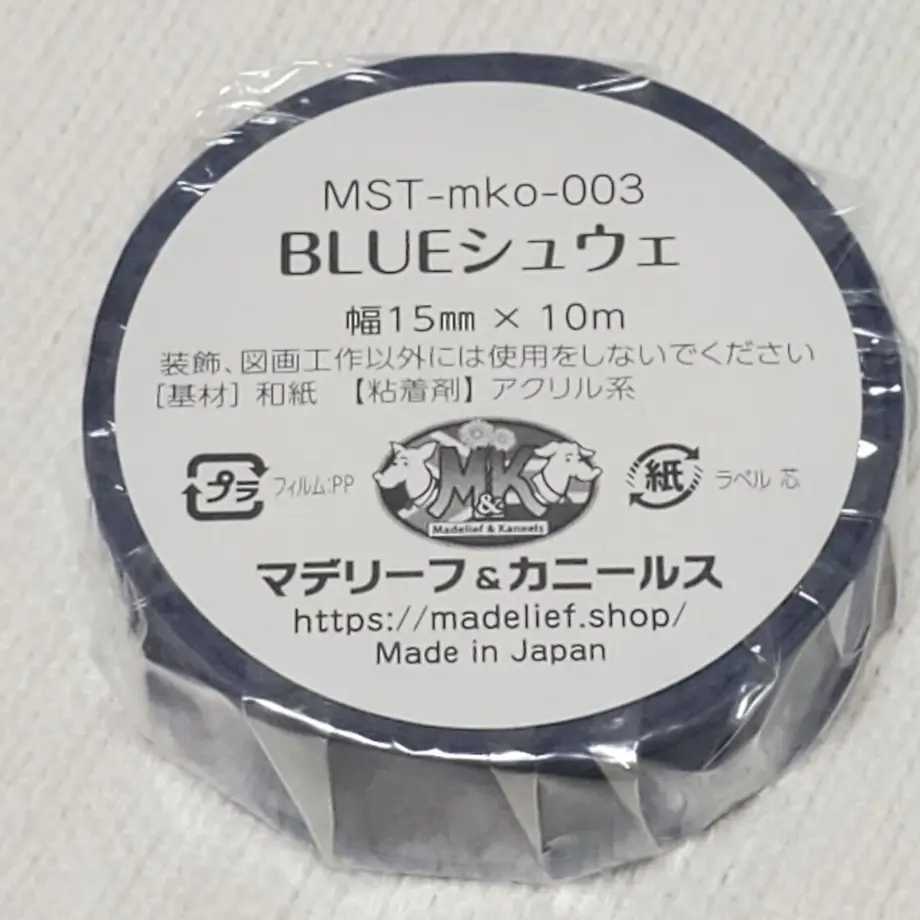 MST-mko-003
BLUEシュウェ
幅15㎜ × 10m
装飾、図画工作以外には使用をしないでください
[基材] 和紙 【粘着剤】 アクリル系
プラ フィルム:PP
M&K
Madelief & Kaneels
紙 ラベル 芯
マデリーフ&カニールス
https://madelief.shop/
Made in Japan